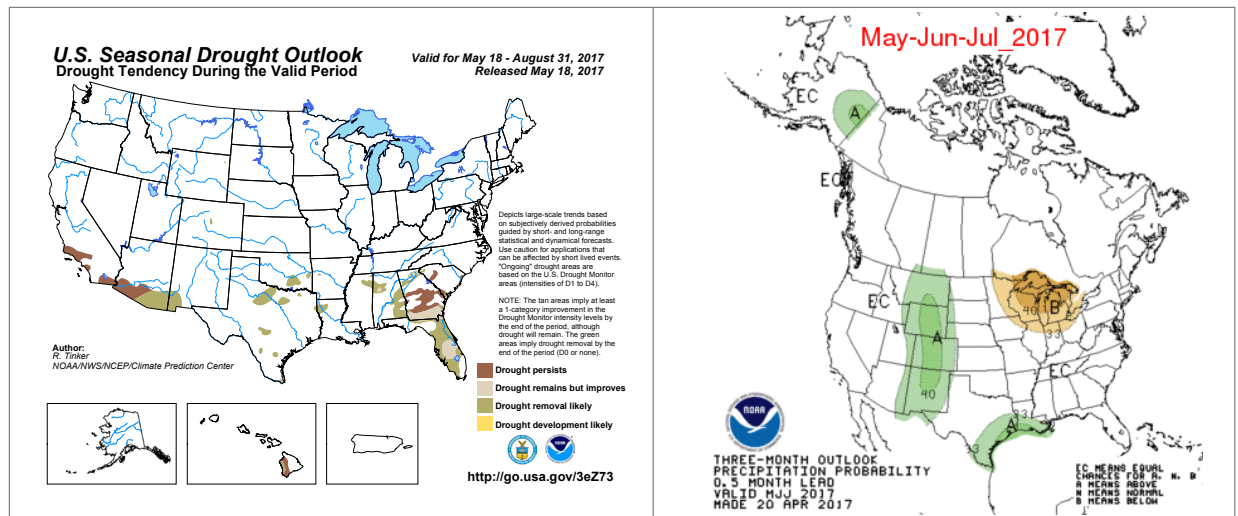 U.S. Seasonal Drought Outlook
Drought Tendency During the Valid Period
Valid for May 18 - August 31, 2017
Released May 18, 2017
Depicts large-scale trends based
on subjectively derived probabilities
guided by short- and long-range
statistical and dynamical forecasts.
Use caution for applications that
can be affected by short lived events.
"Ongoing" drought areas are
based on the U.S. Drought Monitor
areas (intensities of D1 to D4).
NOTE: The tan areas imply at least
a 1-category improvement in the
Drought Monitor intensity levels by
the end of the period, although
drought will remain. The green
areas imply drought removal by the
end of the period (D0 or none).
Author:
R. Tinker
NOAA/NWS/NCEP/Climate Prediction Center
Drought persists
Drought remains but improves
Drought removal likely
Drought development likely
NOAA
http://go.usa.gov/3eZ73
May-Jun-Jul_2017
EC
A
EC
EC
A
40
40
B
33
EC
33
A
33
NOAA
THREE-MONTH OUTLOOK
PRECIPITATION PROBABILITY
0.5 MONTH LEAD
VALID MJJ 2017
MADE 20 APR 2017
EC MEANS EQUAL
CHANCES FOR A, N, B
A MEANS ABOVE
N MEANS NORMAL
B MEANS BELOW